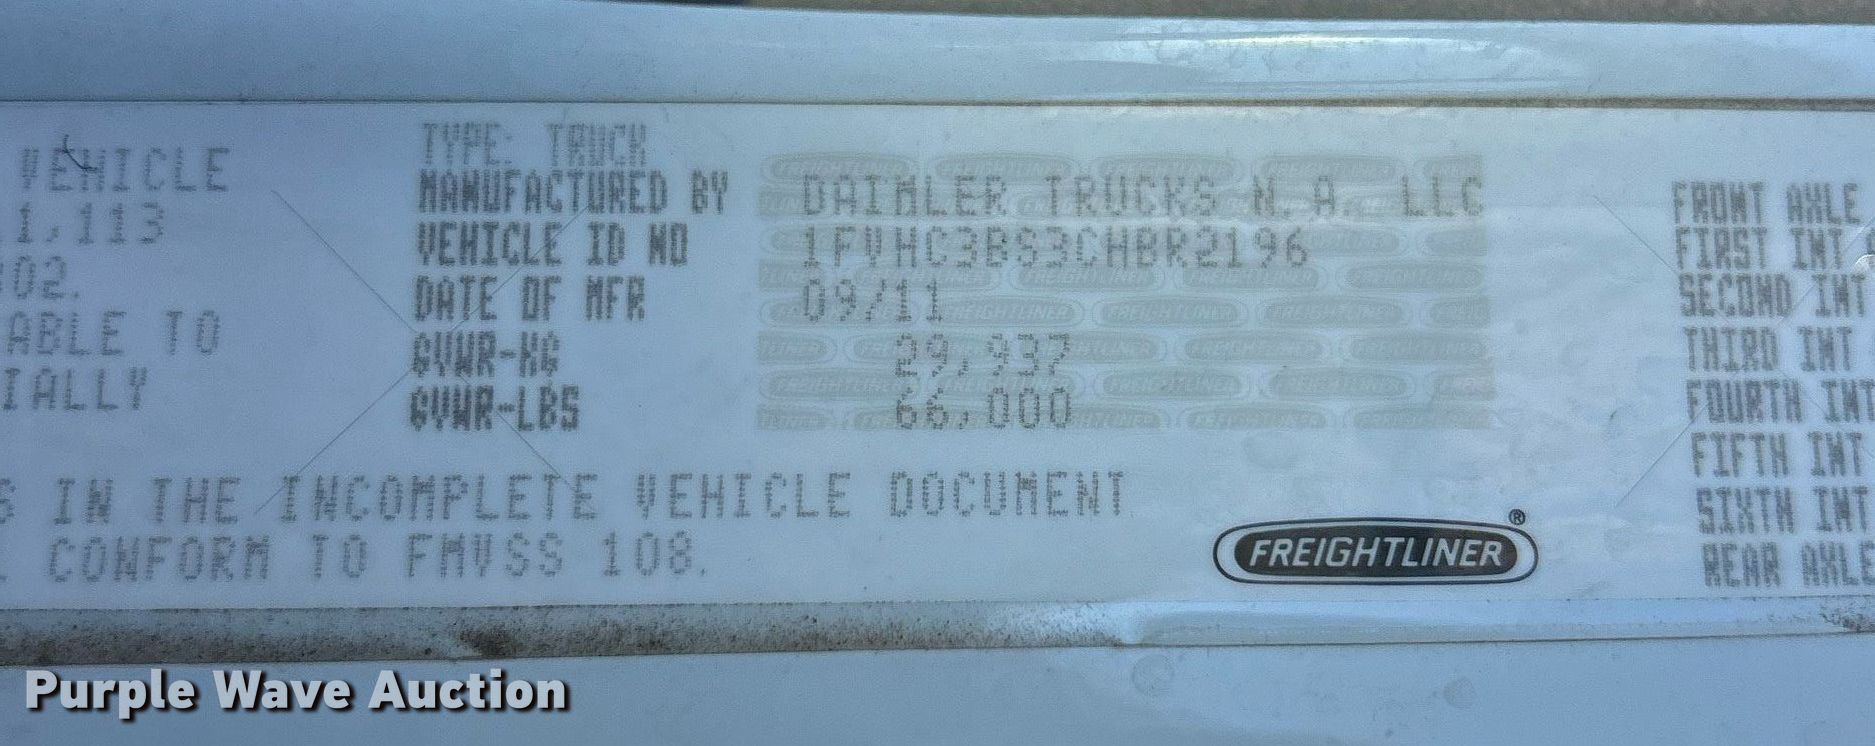 VEHICLE
1,113
02.
ABLE TO
IALLY
S IN THE INCOMPLETE VEHICLE DOCUMENT
CONFORM TO FMVSS 108.
TYPE: TRUCK
MANUFACTURED BY DAIMLER TRUCKS N.A. LLC
VEHICLE ID NO 1FVHC3BS3CHBR2196
DATE OF MFR 09/11
GVWR-KG 29,937
GVWR-LBS 66,000
FREIGHTLINER®
FRONT AXLE
FIRST INT
SECOND INT
THIRD INT
FOURTH INT
FIFTH INT
SIXTH INT
REAR AXLE
Purple Wave Auction